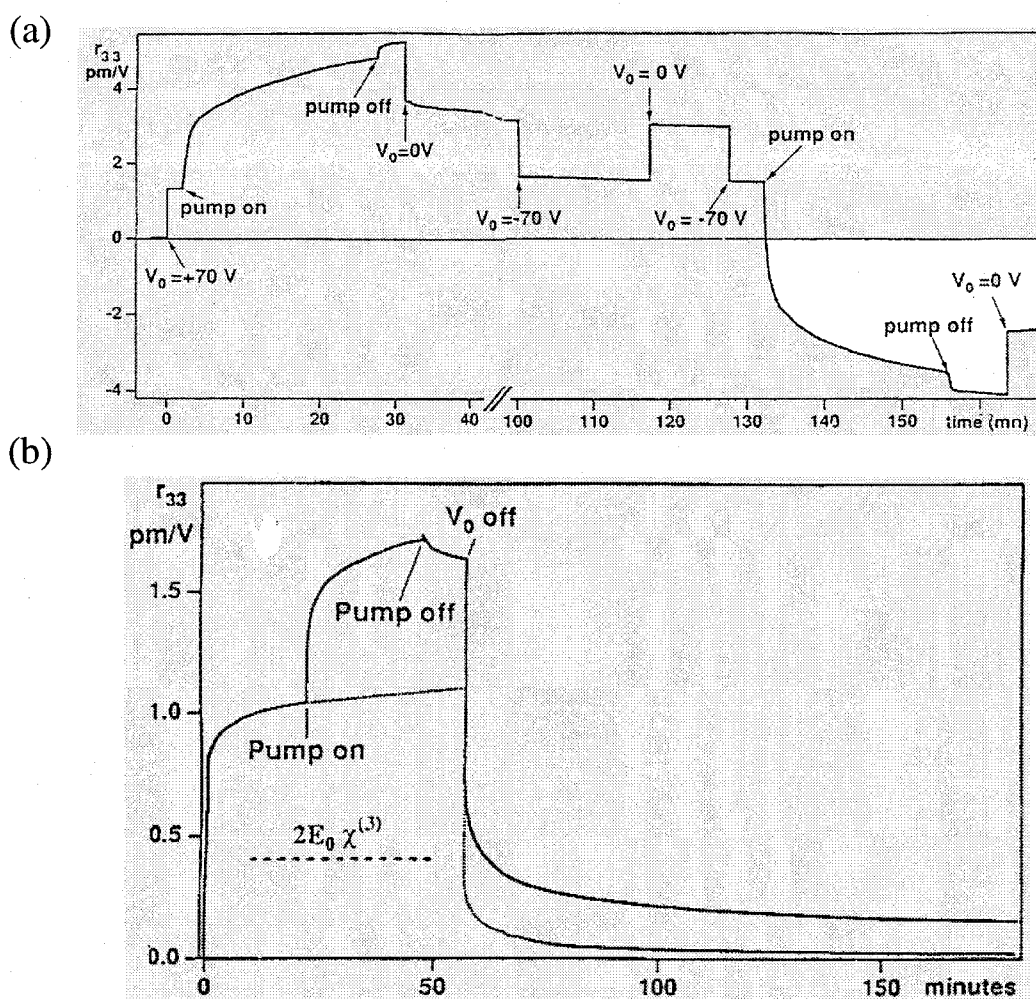 (a)
r33
pm/V
4
2
0
-2
-4
V0 =+70 V
pump on
pump off
V0=0V
V0 =-70 V
V0 = 0 V
V0 = -70 V
pump on
pump off
V0 =0 V
0 10 20 30 40 100 110 120 130 140 150 time (mn)
(b)
r33
pm/V
1.5
1.0
0.5
0.0
V0 off
Pump off
Pump on
2E0 χ(3)
0 50 100 150 minutes